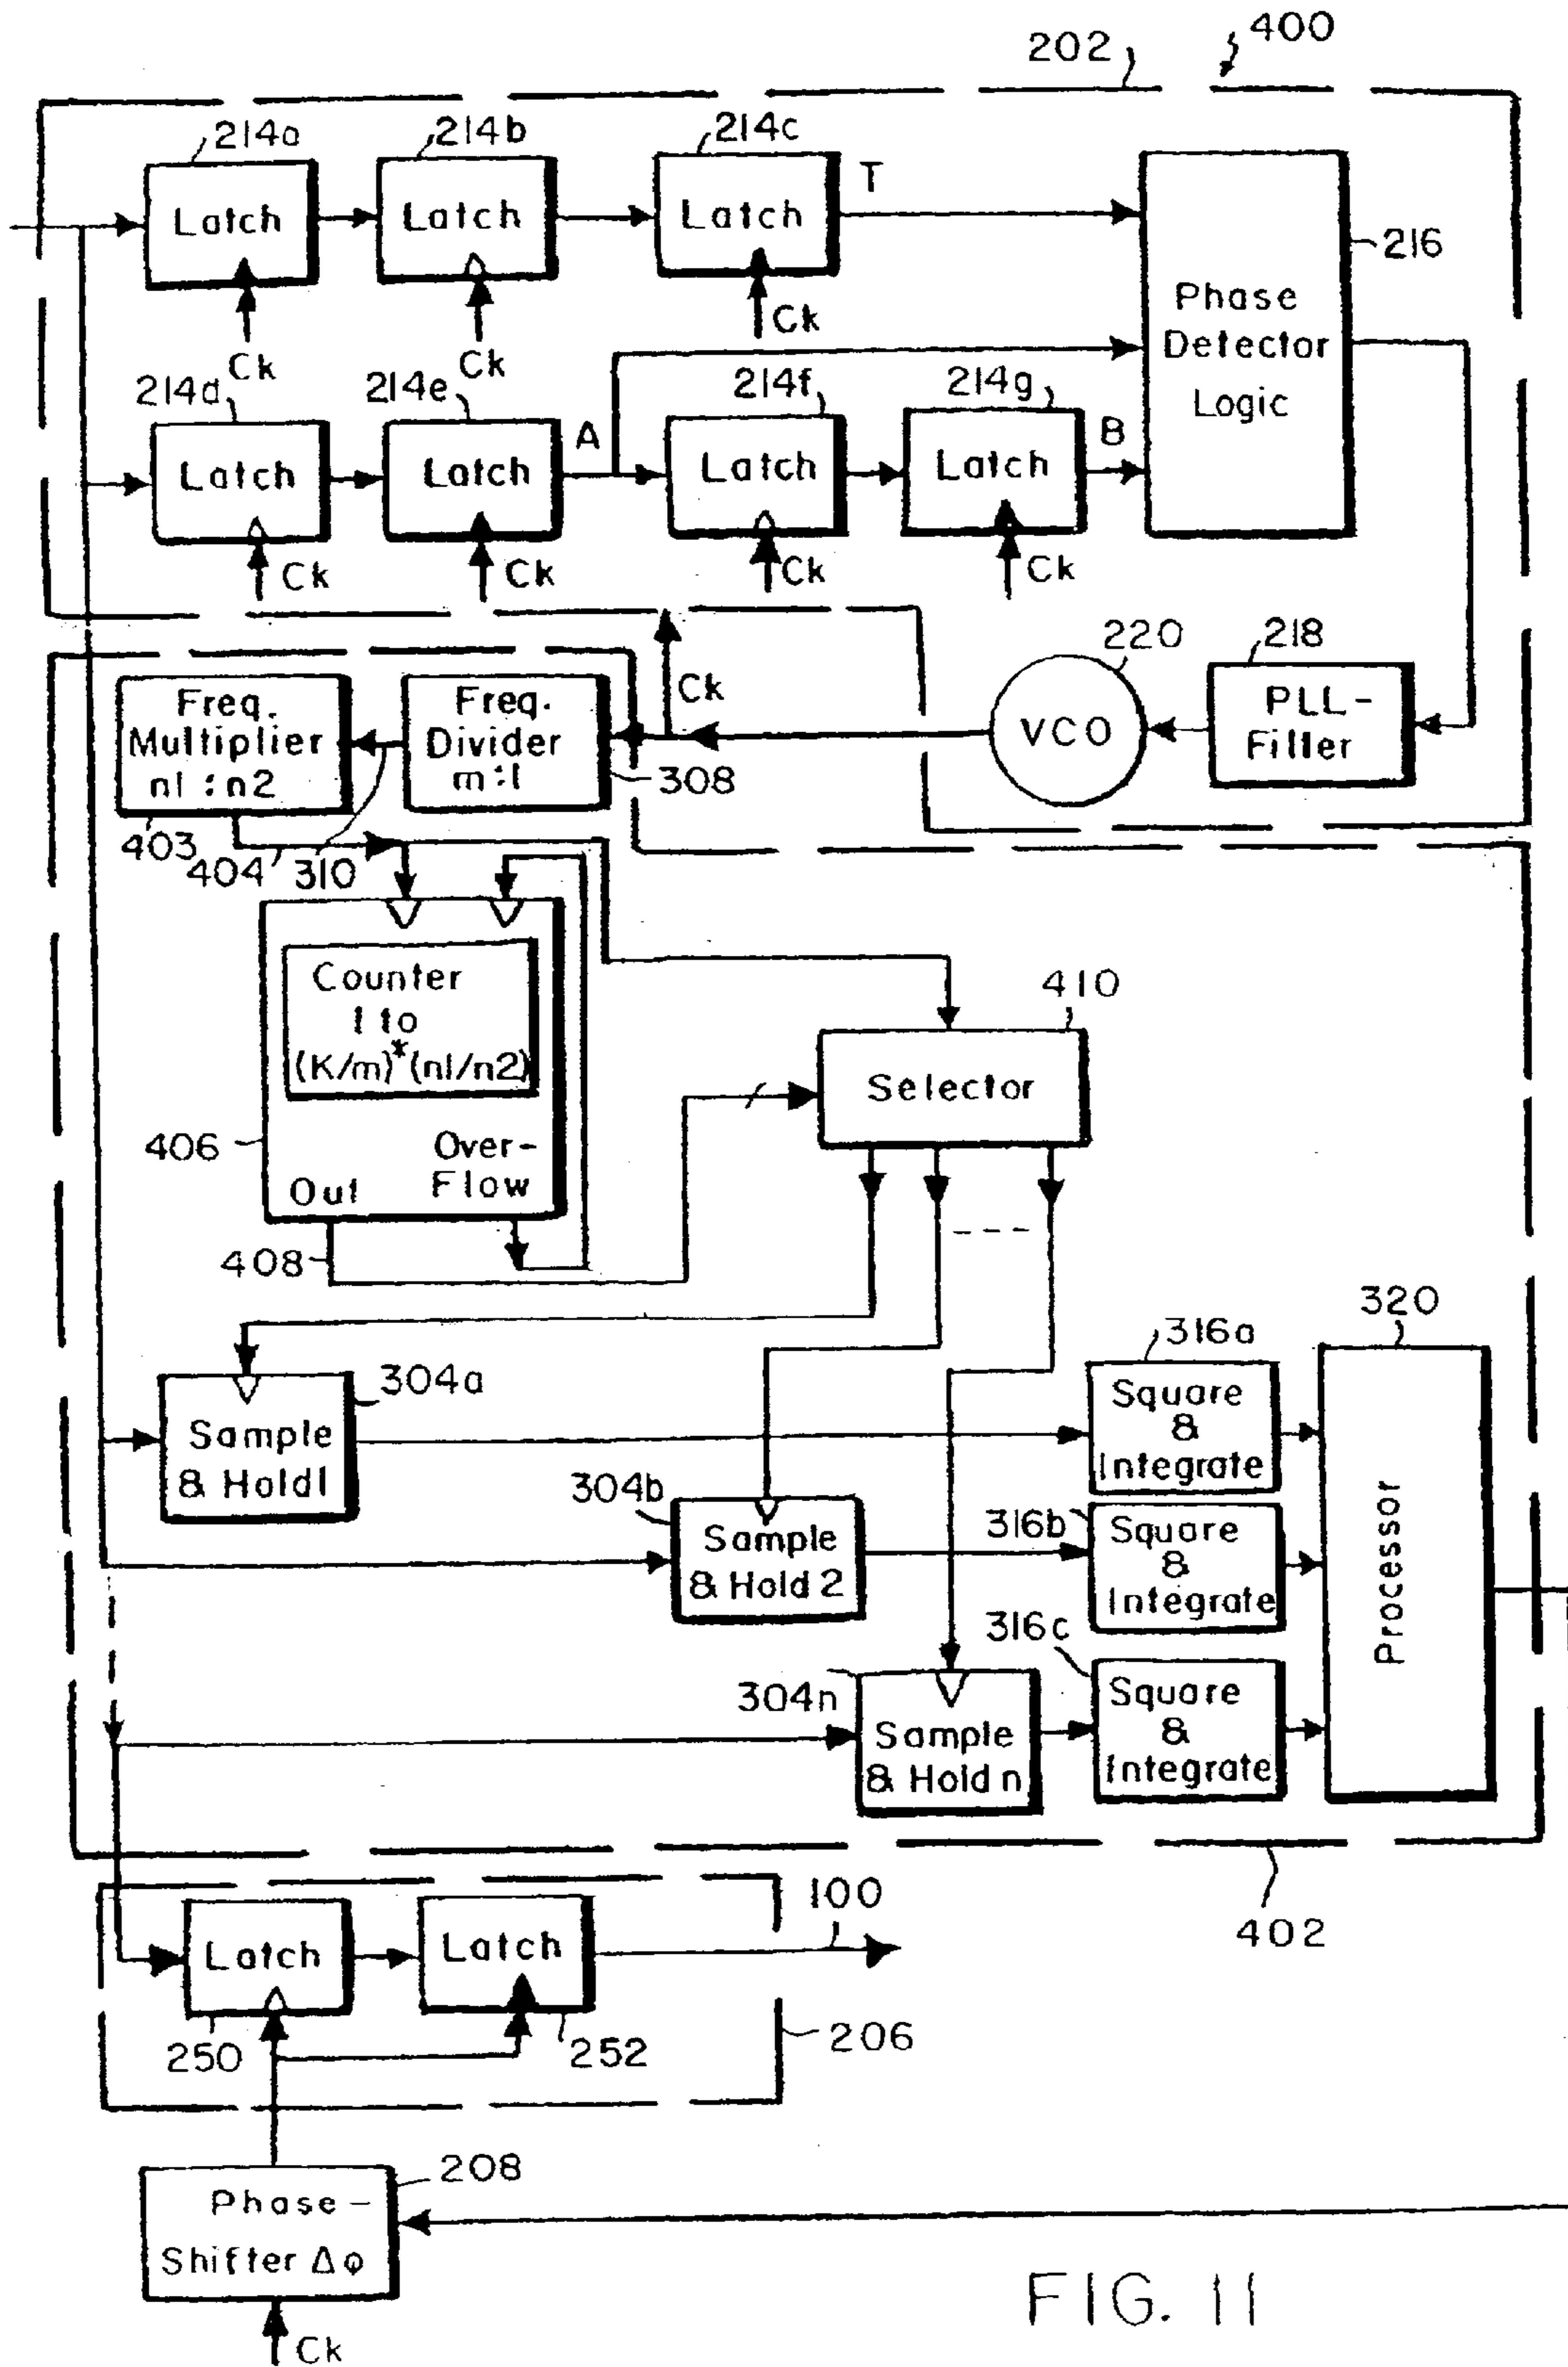 400
202
214a
214b
214c
T
Latch
Latch
Latch
216
Phase
Detector
Logic
Ck
Ck
Ck
214d
214e
214f
214g
A
B
Latch
Latch
Latch
Latch
Ck
Ck
Ck
Ck
220
218
Ck
Freq.
Multiplier
n1:n2
Freq.
Divider
m:1
VCO
PLL-
Filter
308
403
404
310
Counter
1 to
(K/m)*(n1/n2)
410
Selector
406
Over-
Flow
Out
408
320
316a
304a
Square
&
Integrate
Sample
& Hold1
304b
316b
Sample
& Hold 2
Square
&
Integrate
Processor
316c
304n
Sample
& Hold n
Square
&
Integrate
100
Latch
Latch
402
250
252
206
208
Phase-
Shifter Δφ
Ck
FIG. 11